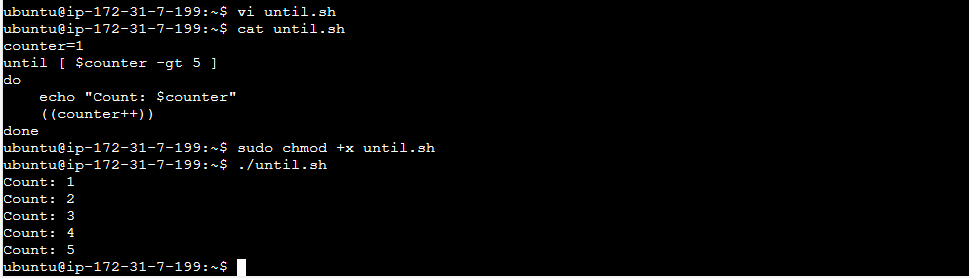 ubuntu@ip-172-31-7-199:~$ vi until.sh
ubuntu@ip-172-31-7-199:~$ cat until.sh
counter=1
until [ $counter -gt 5 ]
do
    echo "Count: $counter"
    ((counter++))
done
ubuntu@ip-172-31-7-199:~$ sudo chmod +x until.sh
ubuntu@ip-172-31-7-199:~$ ./until.sh
Count: 1
Count: 2
Count: 3
Count: 4
Count: 5
ubuntu@ip-172-31-7-199:~$